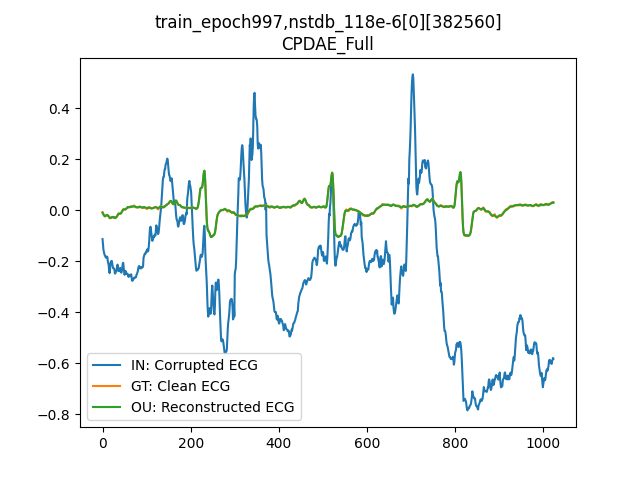 train_epoch997,nstdb_118e-6[0][382560]
CPDAE_Full
0.4
0.2
0.0
−0.2
−0.4
−0.6
−0.8
IN: Corrupted ECG
GT: Clean ECG
OU: Reconstructed ECG
0 200 400 600 800 1000